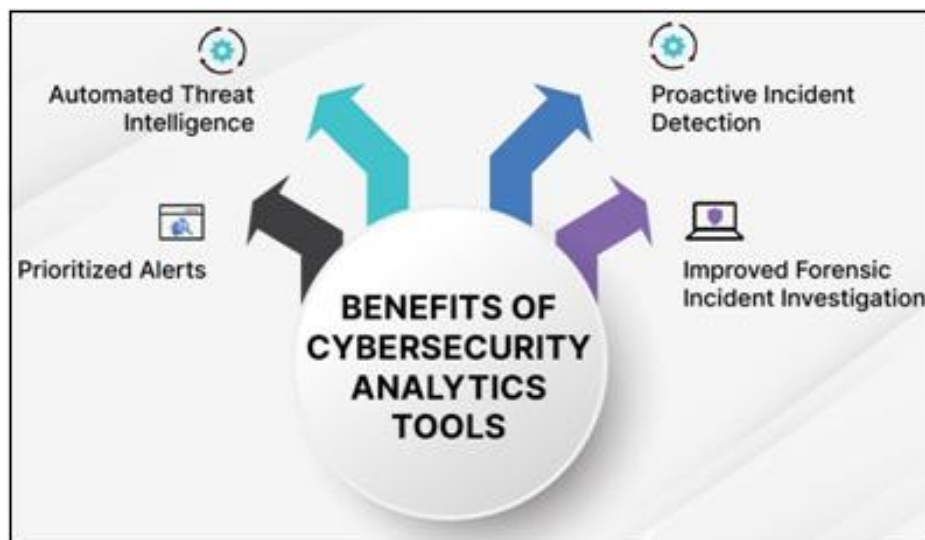 Automated Threat
Intelligence
Proactive Incident
Detection
Prioritized Alerts
Improved Forensic
Incident Investigation
BENEFITS OF
CYBERSECURITY
ANALYTICS
TOOLS